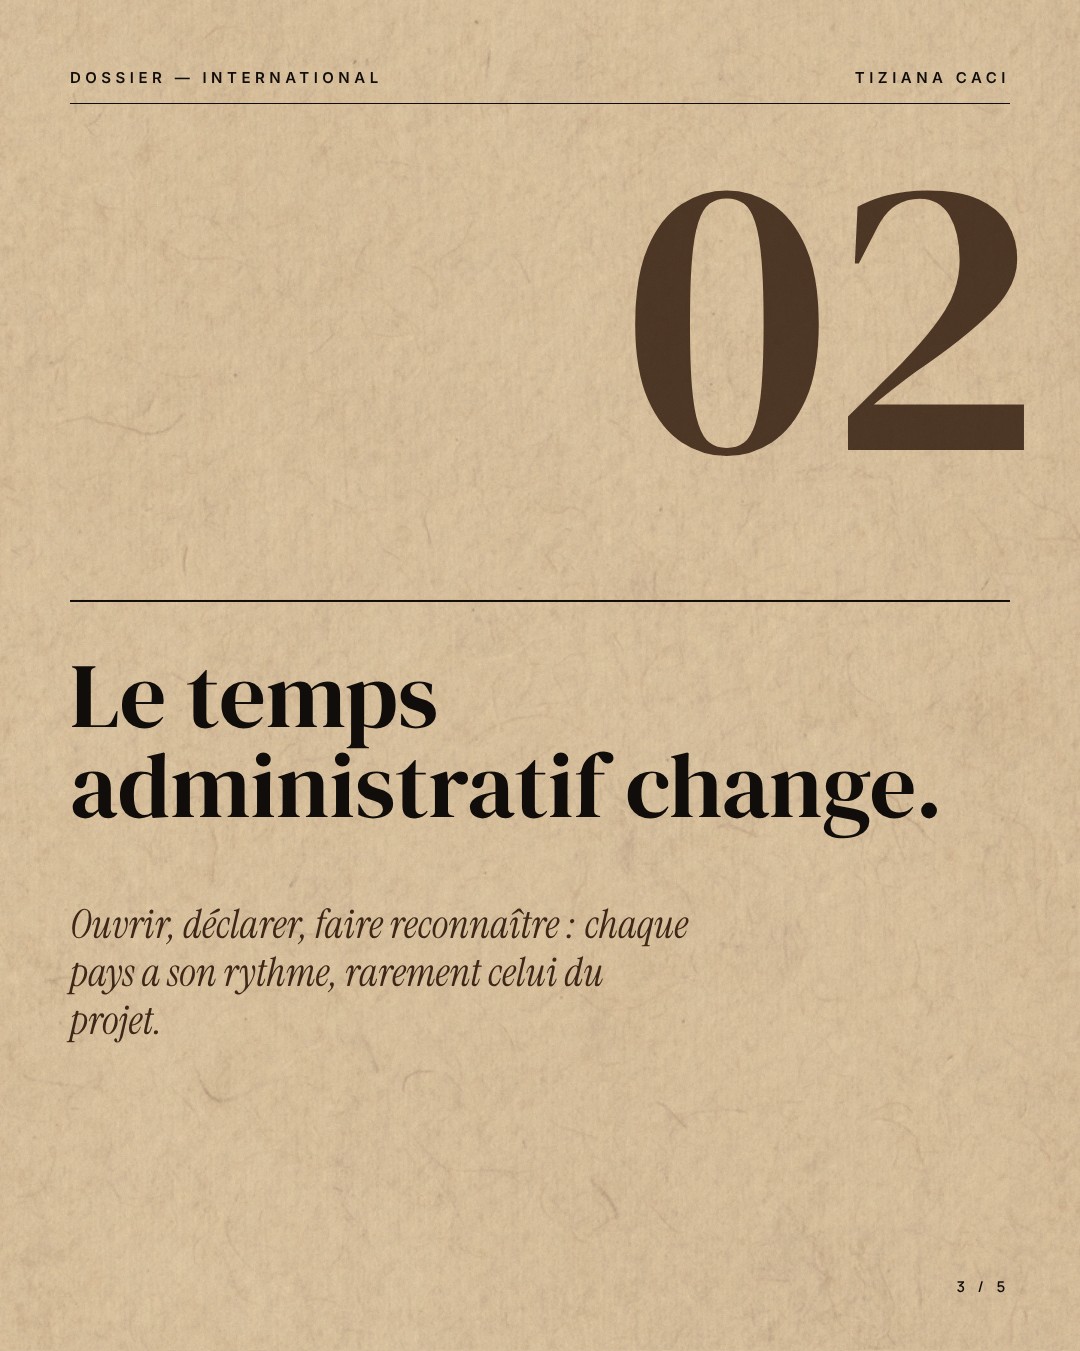 DOSSIER — INTERNATIONAL
TIZIANA CACI
02
Le temps
administratif change.
Ouvrir, déclarer, faire reconnaître : chaque
pays a son rythme, rarement celui du
projet.
3 / 5